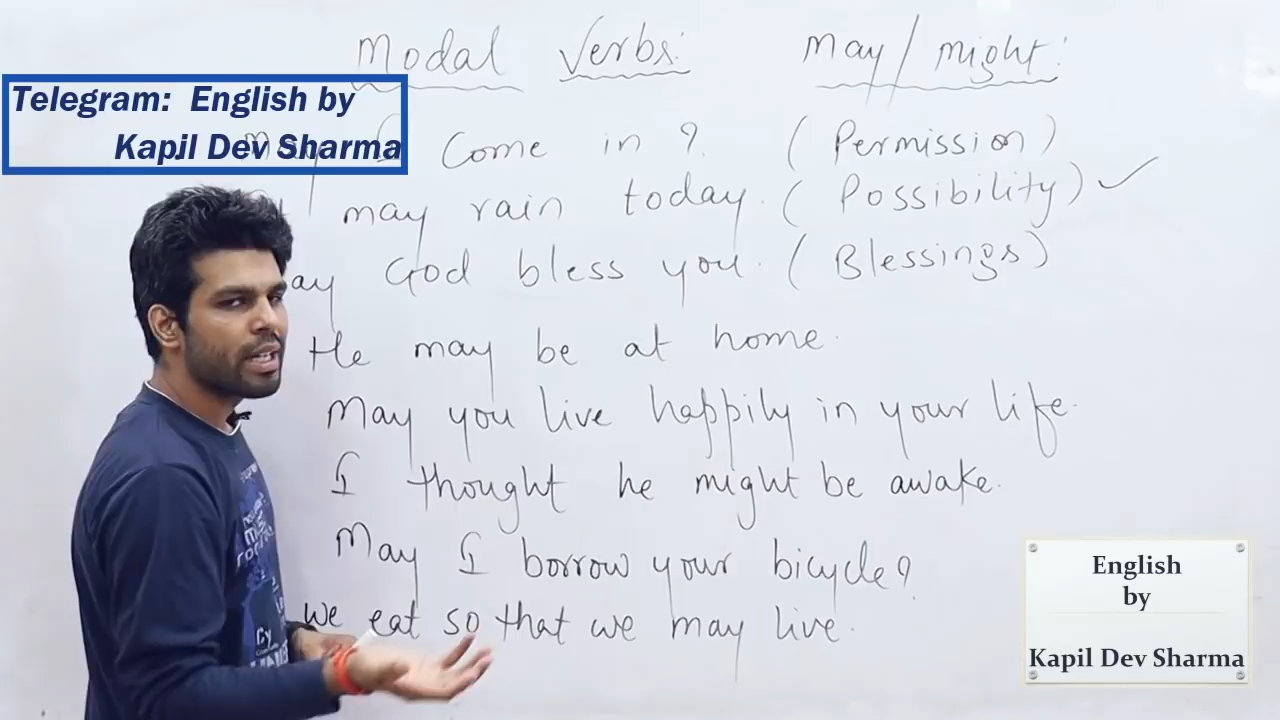 Modal Verbs: May/might:
Telegram: English by
Kapil Dev Sharma
I Come in? (Permission)
may rain today. (Possibility) ✓
ay God bless you. (Blessings)
He may be at home.
May you live happily in your life.
I thought he might be awake.
May I borrow your bicycle?
we eat so that we may live.
English
by
Kapil Dev Sharma